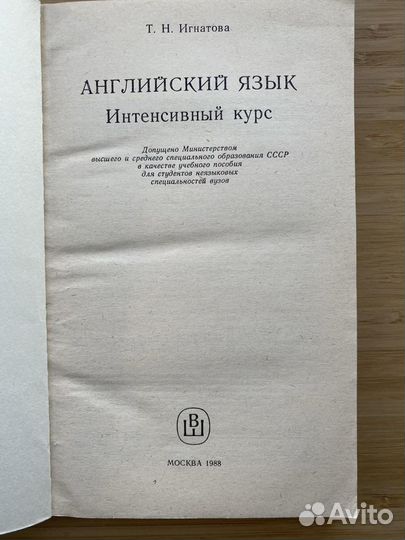 Т. Н. Игнатова
АНГЛИЙСКИЙ ЯЗЫК
Интенсивный курс
Допущено Министерством
высшего и среднего специального образования СССР
в качестве учебного пособия
для студентов неязыковых
специальностей вузов
ВШ
МОСКВА 1988
Avito